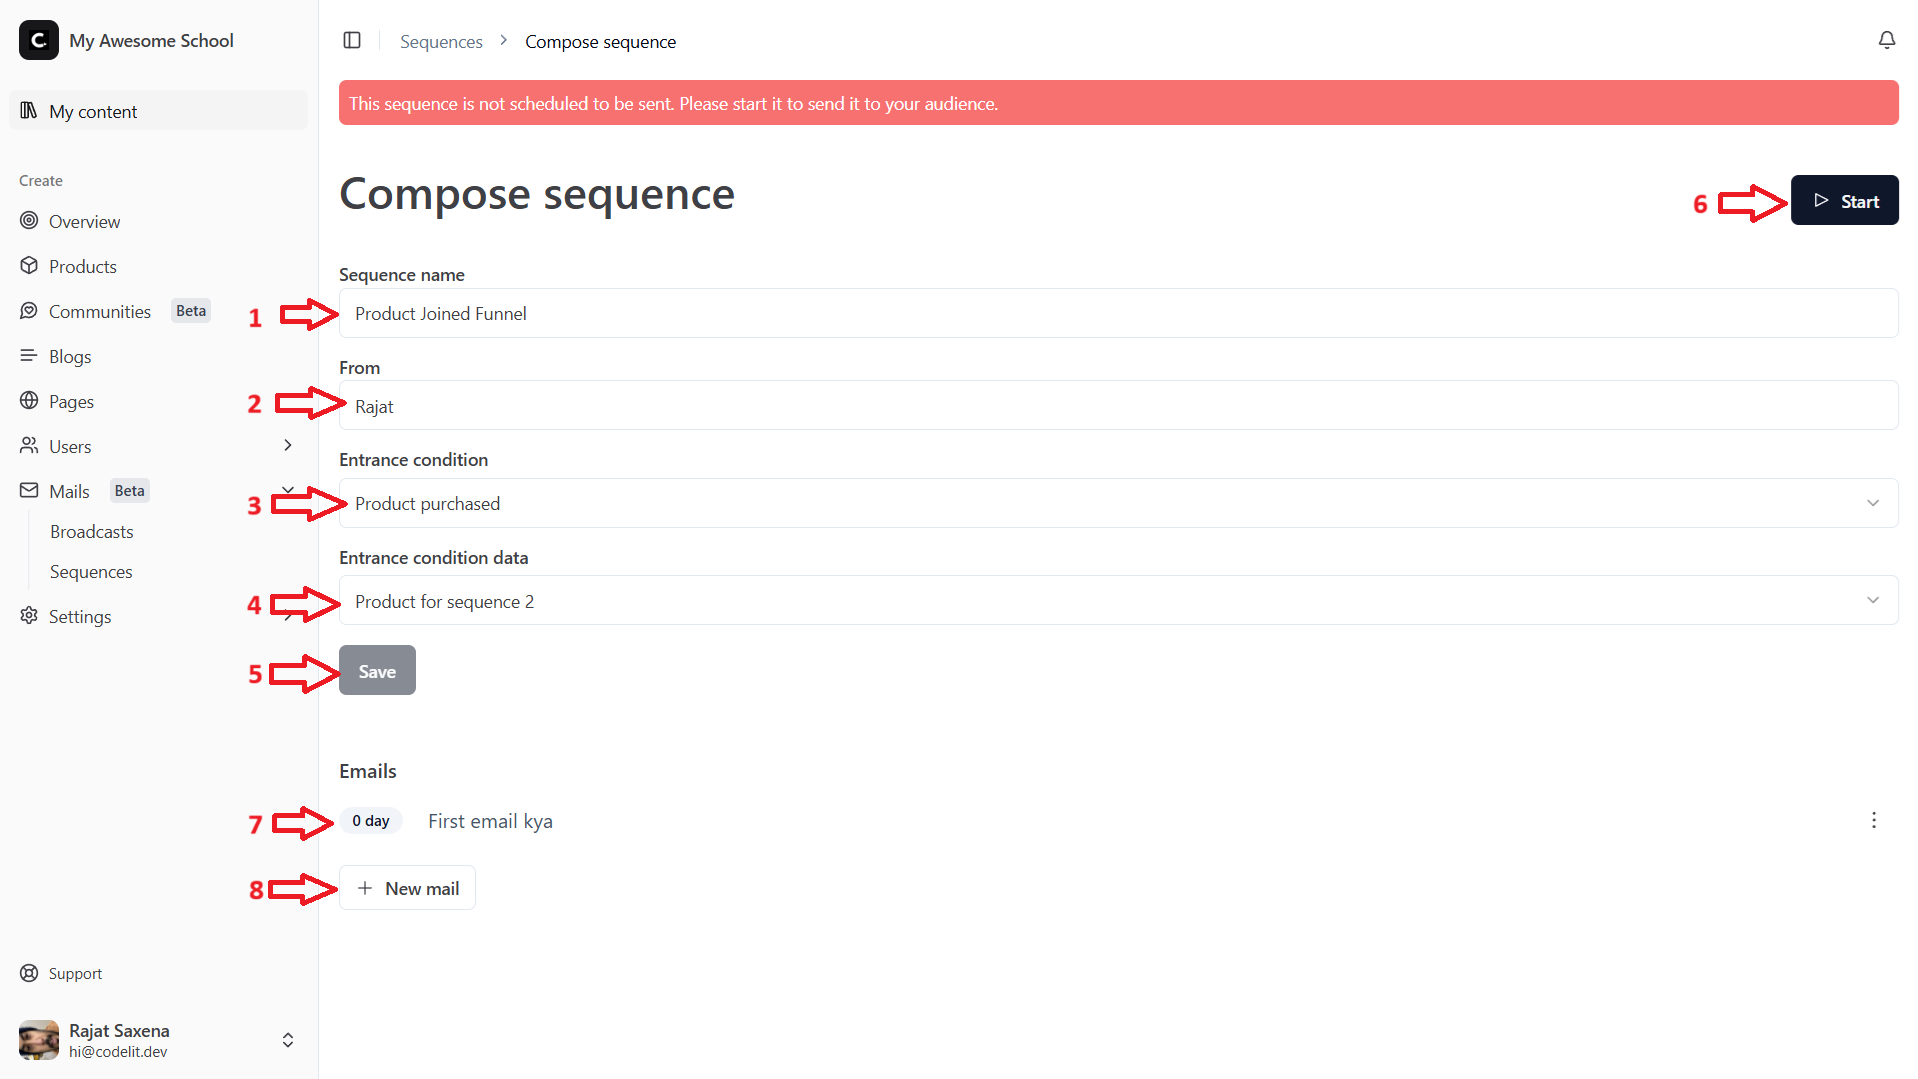 My Awesome School
My content
Create
Overview
Products
Communities Beta
Blogs
Pages
Users
Mails Beta
Broadcasts
Sequences
Settings
Support
Rajat Saxena
hi@codelit.dev
Sequences > Compose sequence
This sequence is not scheduled to be sent. Please start it to send it to your audience.
Compose sequence
6 Start
Sequence name
1 Product Joined Funnel
From
2 Rajat
Entrance condition
3 Product purchased
Entrance condition data
4 Product for sequence 2
5 Save
Emails
7 0 day First email kya
8 + New mail